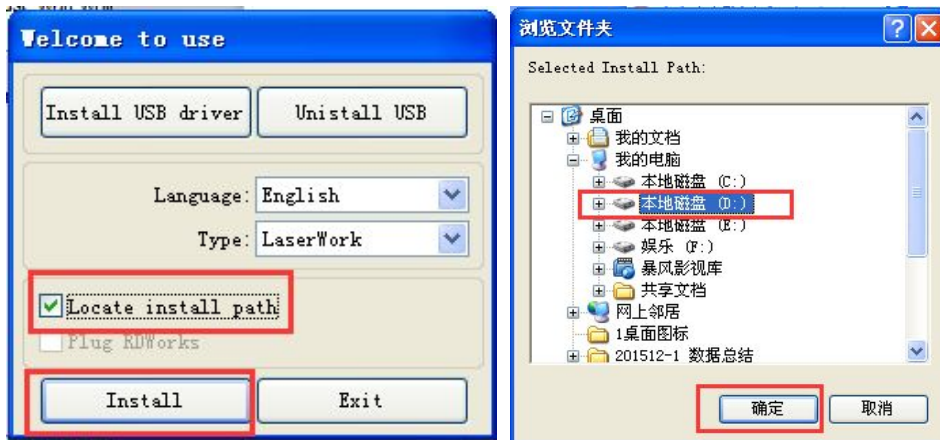 Welcome to use
Install USB driver
Unistall USB
Language: English
Type: LaserWork
Locate install path
Plug RDWorks
Install
Exit
浏览文件夹
Selected Install Path:
桌面
我的文档
我的电脑
本地磁盘 (C:)
本地磁盘 (D:)
本地磁盘 (E:)
娱乐 (F:)
暴风影视库
共享文档
网上邻居
1桌面图标
201512-1 数据总结
确定
取消